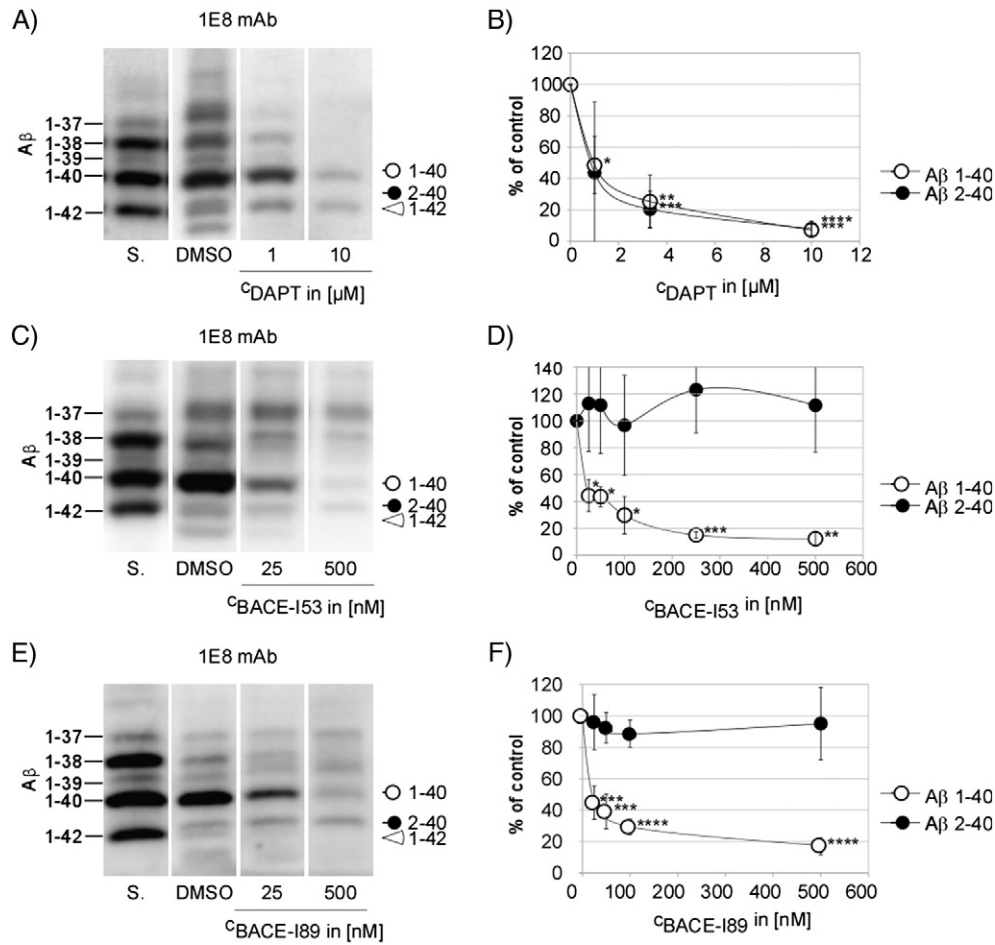 A)
1E8 mAb
Aβ
1-37
1-38
1-39
1-40
1-42
1-40
2-40
1-42
S. DMSO 1 10
cDAPT in [µM]
B)
% of control
120
100
80
60
40
20
0
*
**
***
****
***
0 2 4 6 8 10 12
cDAPT in [µM]
Aβ 1-40
Aβ 2-40
C)
1E8 mAb
Aβ
1-37
1-38
1-39
1-40
1-42
1-40
2-40
1-42
S. DMSO 25 500
cBACE-I53 in [nM]
D)
% of control
140
120
100
80
60
40
20
0
*
*
*
***
**
0 100 200 300 400 500 600
cBACE-I53 in [nM]
Aβ 1-40
Aβ 2-40
E)
1E8 mAb
Aβ
1-37
1-38
1-39
1-40
1-42
1-40
2-40
1-42
S. DMSO 25 500
cBACE-I89 in [nM]
F)
% of control
120
100
80
60
40
20
0
***
***
****
****
0 100 200 300 400 500 600
cBACE-I89 in [nM]
Aβ 1-40
Aβ 2-40